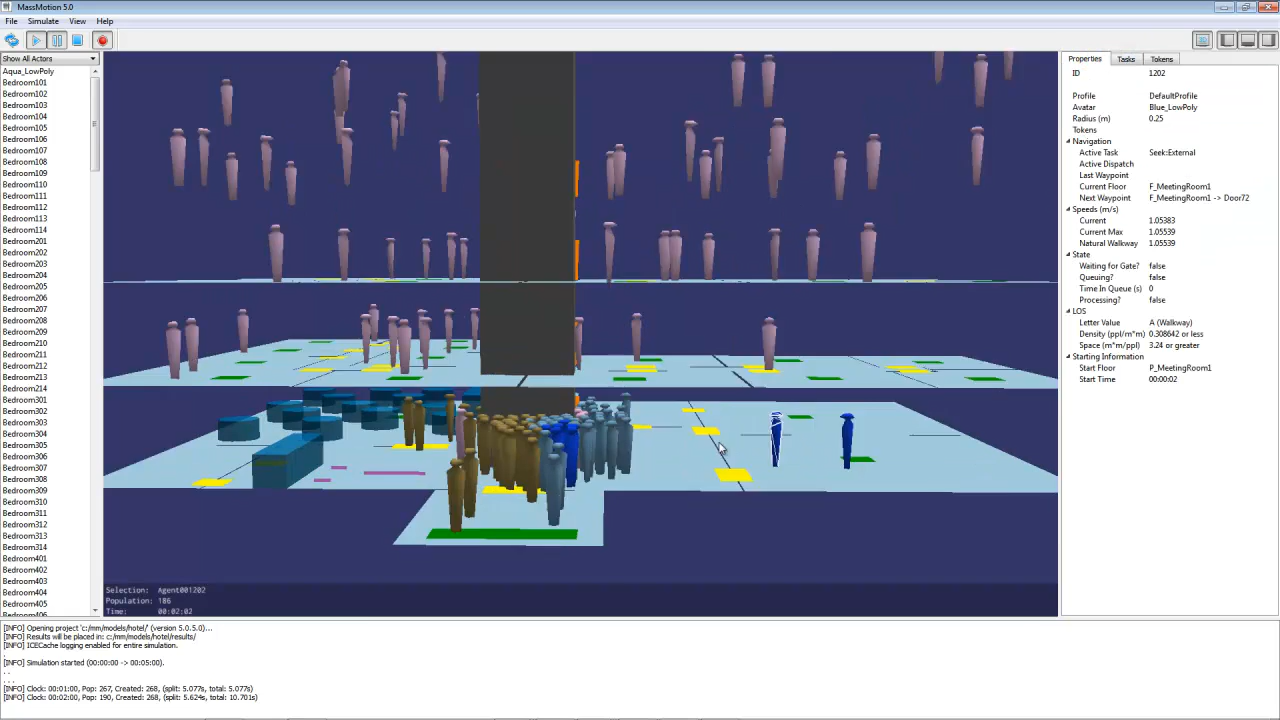 MassMotion 5.0
File Simulate View Help
Show All Actors
Aqua_LowPoly
Bedroom101
Bedroom102
Bedroom103
Bedroom104
Bedroom105
Bedroom106
Bedroom107
Bedroom108
Bedroom109
Bedroom110
Bedroom111
Bedroom112
Bedroom113
Bedroom114
Bedroom201
Bedroom202
Bedroom203
Bedroom204
Bedroom205
Bedroom206
Bedroom207
Bedroom208
Bedroom209
Bedroom210
Bedroom211
Bedroom212
Bedroom213
Bedroom214
Bedroom301
Bedroom302
Bedroom303
Bedroom304
Bedroom305
Bedroom306
Bedroom307
Bedroom308
Bedroom309
Bedroom310
Bedroom311
Bedroom312
Bedroom313
Bedroom314
Bedroom401
Bedroom402
Bedroom403
Bedroom404
Bedroom405
Selection: Agent001202
Population: 186
Time: 00:02:02
Properties Tasks Tokens
ID 1202
Profile DefaultProfile
Avatar Blue_LowPoly
Radius (m) 0.25
Tokens
Navigation
Active Task Seek:External
Active Dispatch
Last Waypoint
Current Floor F_MeetingRoom1
Next Waypoint F_MeetingRoom1 -> Door72
Speeds (m/s)
Current 1.05383
Current Max 1.05539
Natural Walkway 1.05539
State
Waiting for Gate? false
Queuing? false
Time In Queue (s) 0
Processing? false
LOS
Letter Value A (Walkway)
Density (ppl/m*m) 0.308642 or less
Space (m*m/ppl) 3.24 or greater
Starting Information
Start Floor P_MeetingRoom1
Start Time 00:00:02
[INFO] Opening project 'c:/mm/models/hotel/' (version 5.0.5.0)...
[INFO] Results will be placed in: c:/mm/models/hotel/results/
[INFO] ICECache logging enabled for entire simulation.
.
[INFO] Simulation started (00:00:00 -> 00:05:00).
. .
. . .
[INFO] Clock: 00:01:00, Pop: 267, Created: 268, (split: 5.077s, total: 5.077s)
[INFO] Clock: 00:02:00, Pop: 190, Created: 268, (split: 5.624s, total: 10.701s)